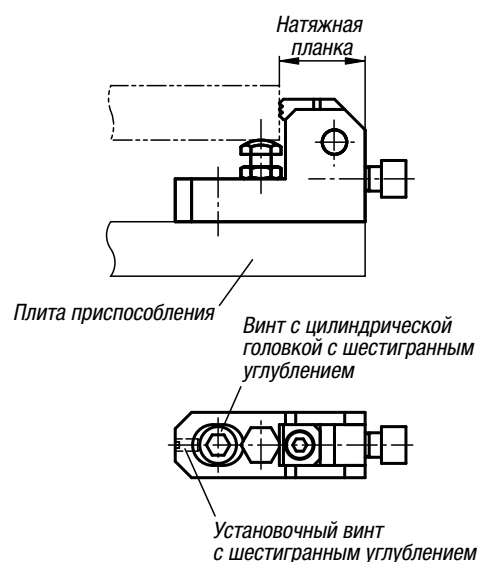 Натяжная
планка
Плита приспособления
Винт с цилиндрической
головкой с шестигранным
углублением
Установочный винт
с шестигранным углублением